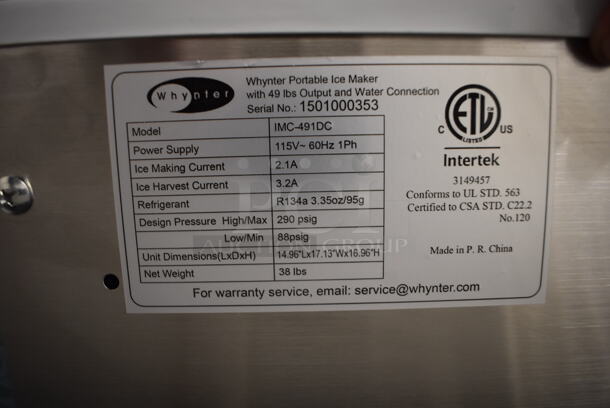 Whynter
Whynter Portable Ice Maker
with 49 lbs Output and Water Connection
Serial No.: 1501000353
Model IMC-491DC
Power Supply 115V~ 60Hz 1Ph
Ice Making Current 2.1A
Ice Harvest Current 3.2A
Refrigerant R134a 3.35oz/95g
Design Pressure High/Max 290 psig
Low/Min 88psig
Unit Dimensions(LxDxH) 14.96"Lx17.13"Wx16.96"H
Net Weight 38 lbs
For warranty service, email: service@whynter.com
C ETL US
LISTED
Intertek
3149457
Conforms to UL STD. 563
Certified to CSA STD. C22.2
No.120
Made in P. R. China
AUCTION GROUP